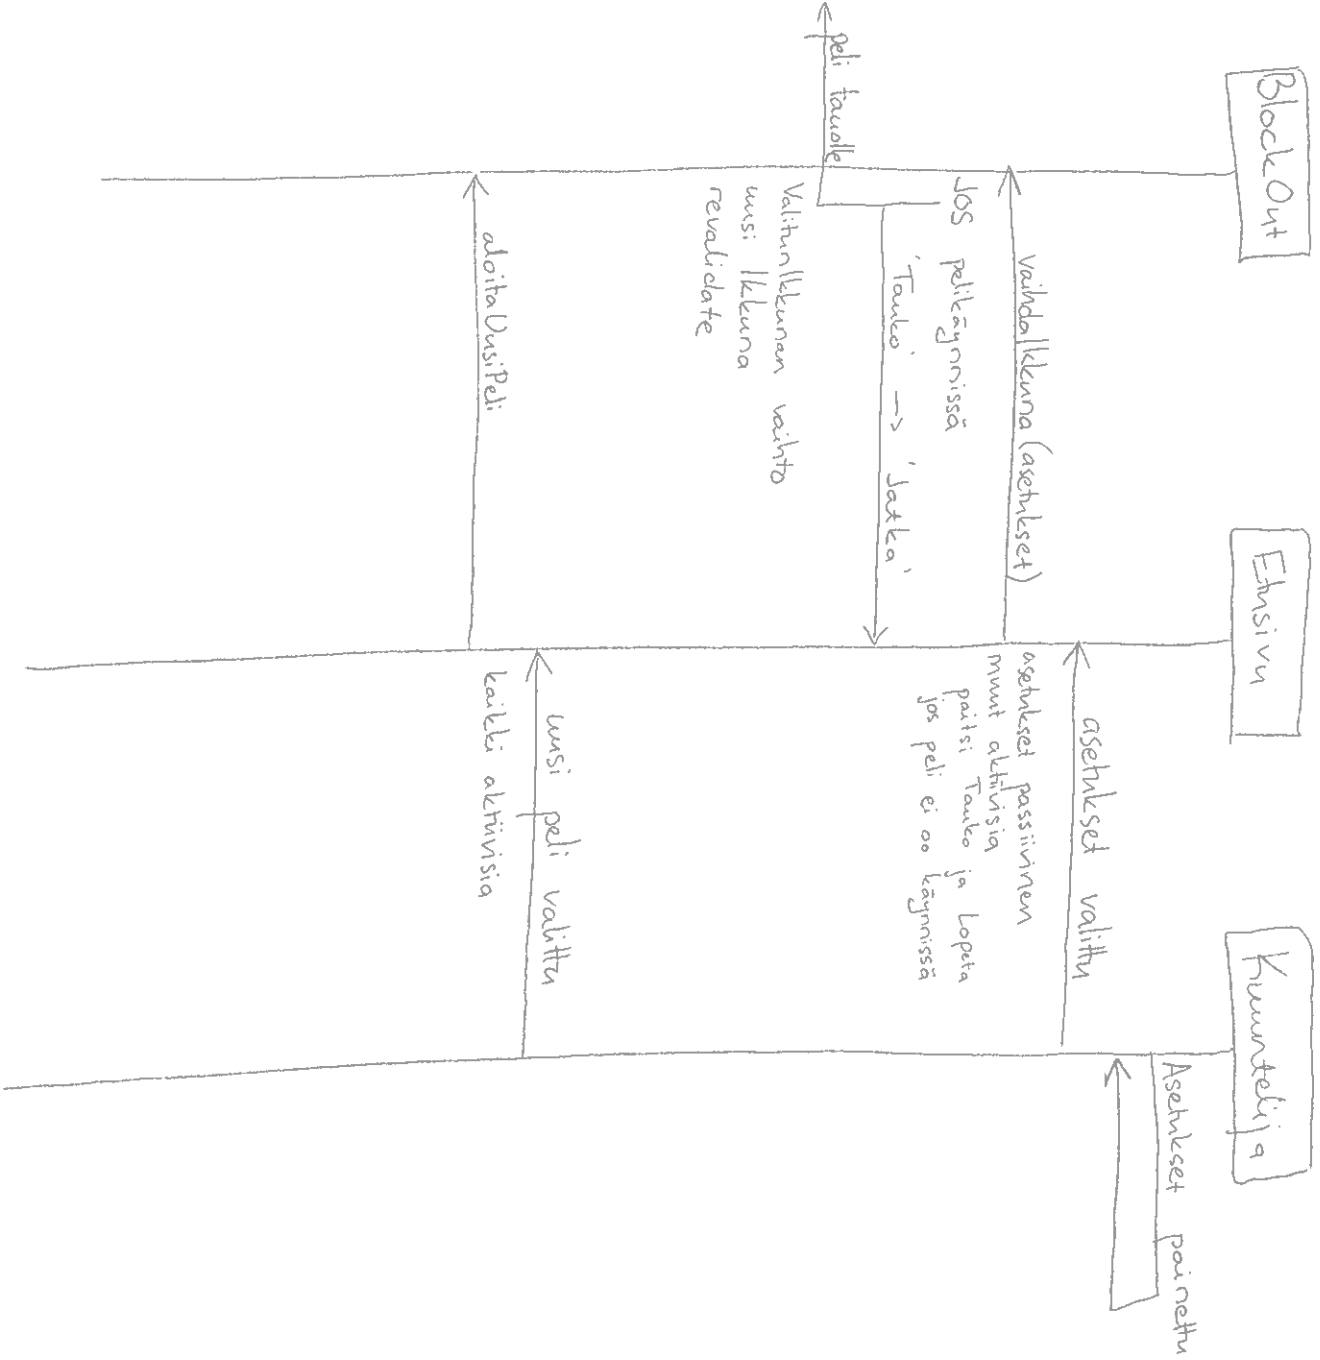 BlockOut
Etusivu
Kuuntelija
Asetukset painettu
asetukset valittu
vaihdaIkkuna(asetukset)
asetukset passiivinen
muut aktiivisia
paitsi Tauko ja Lopeta
jos peli ei oo käynnissä
JOS pelikäynnissä
'Tauko' -> 'Jatka'
peli tauolle
ValitunIkkunan vaihto
uusi Ikkuna
revalidate
uusi peli valittu
kaikki aktiivisia
aloitaUusiPeli